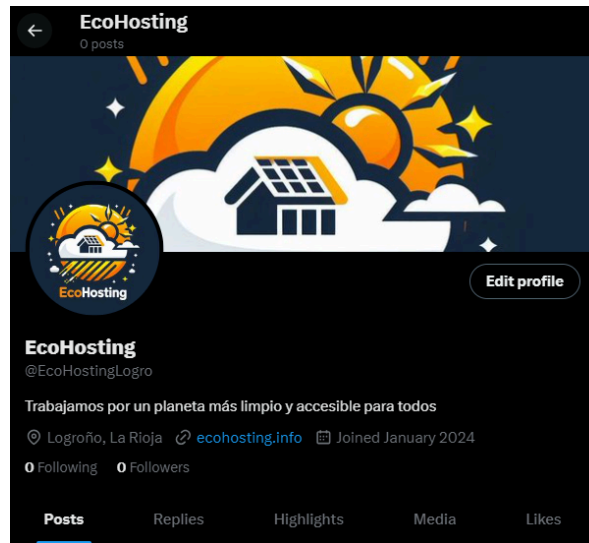 EcoHosting
0 posts
EcoHosting
Edit profile
EcoHosting
@EcoHostingLogro
Trabajamos por un planeta más limpio y accesible para todos
Logroño, La Rioja ecohosting.info Joined January 2024
0 Following 0 Followers
Posts Replies Highlights Media Likes